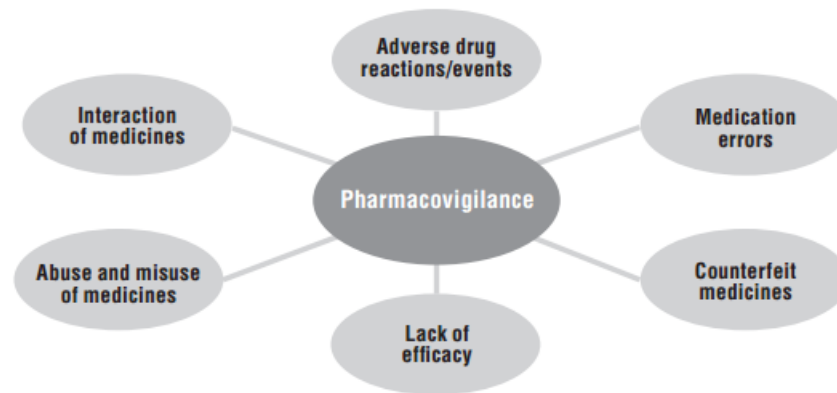 Adverse drug
reactions/events
Interaction
of medicines
Medication
errors
Pharmacovigilance
Abuse and misuse
of medicines
Counterfeit
medicines
Lack of
efficacy